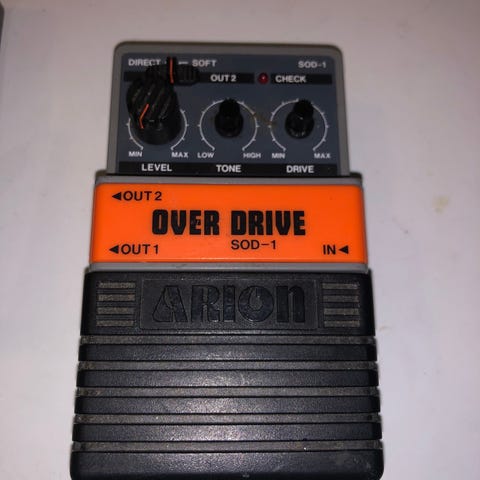 DIRECT SOFT SOD-1
OUT 2 CHECK
MIN MAX LOW HIGH MIN MAX
LEVEL TONE DRIVE
◄OUT 2
OVER DRIVE
SOD-1
◄OUT 1 IN◄
ARION